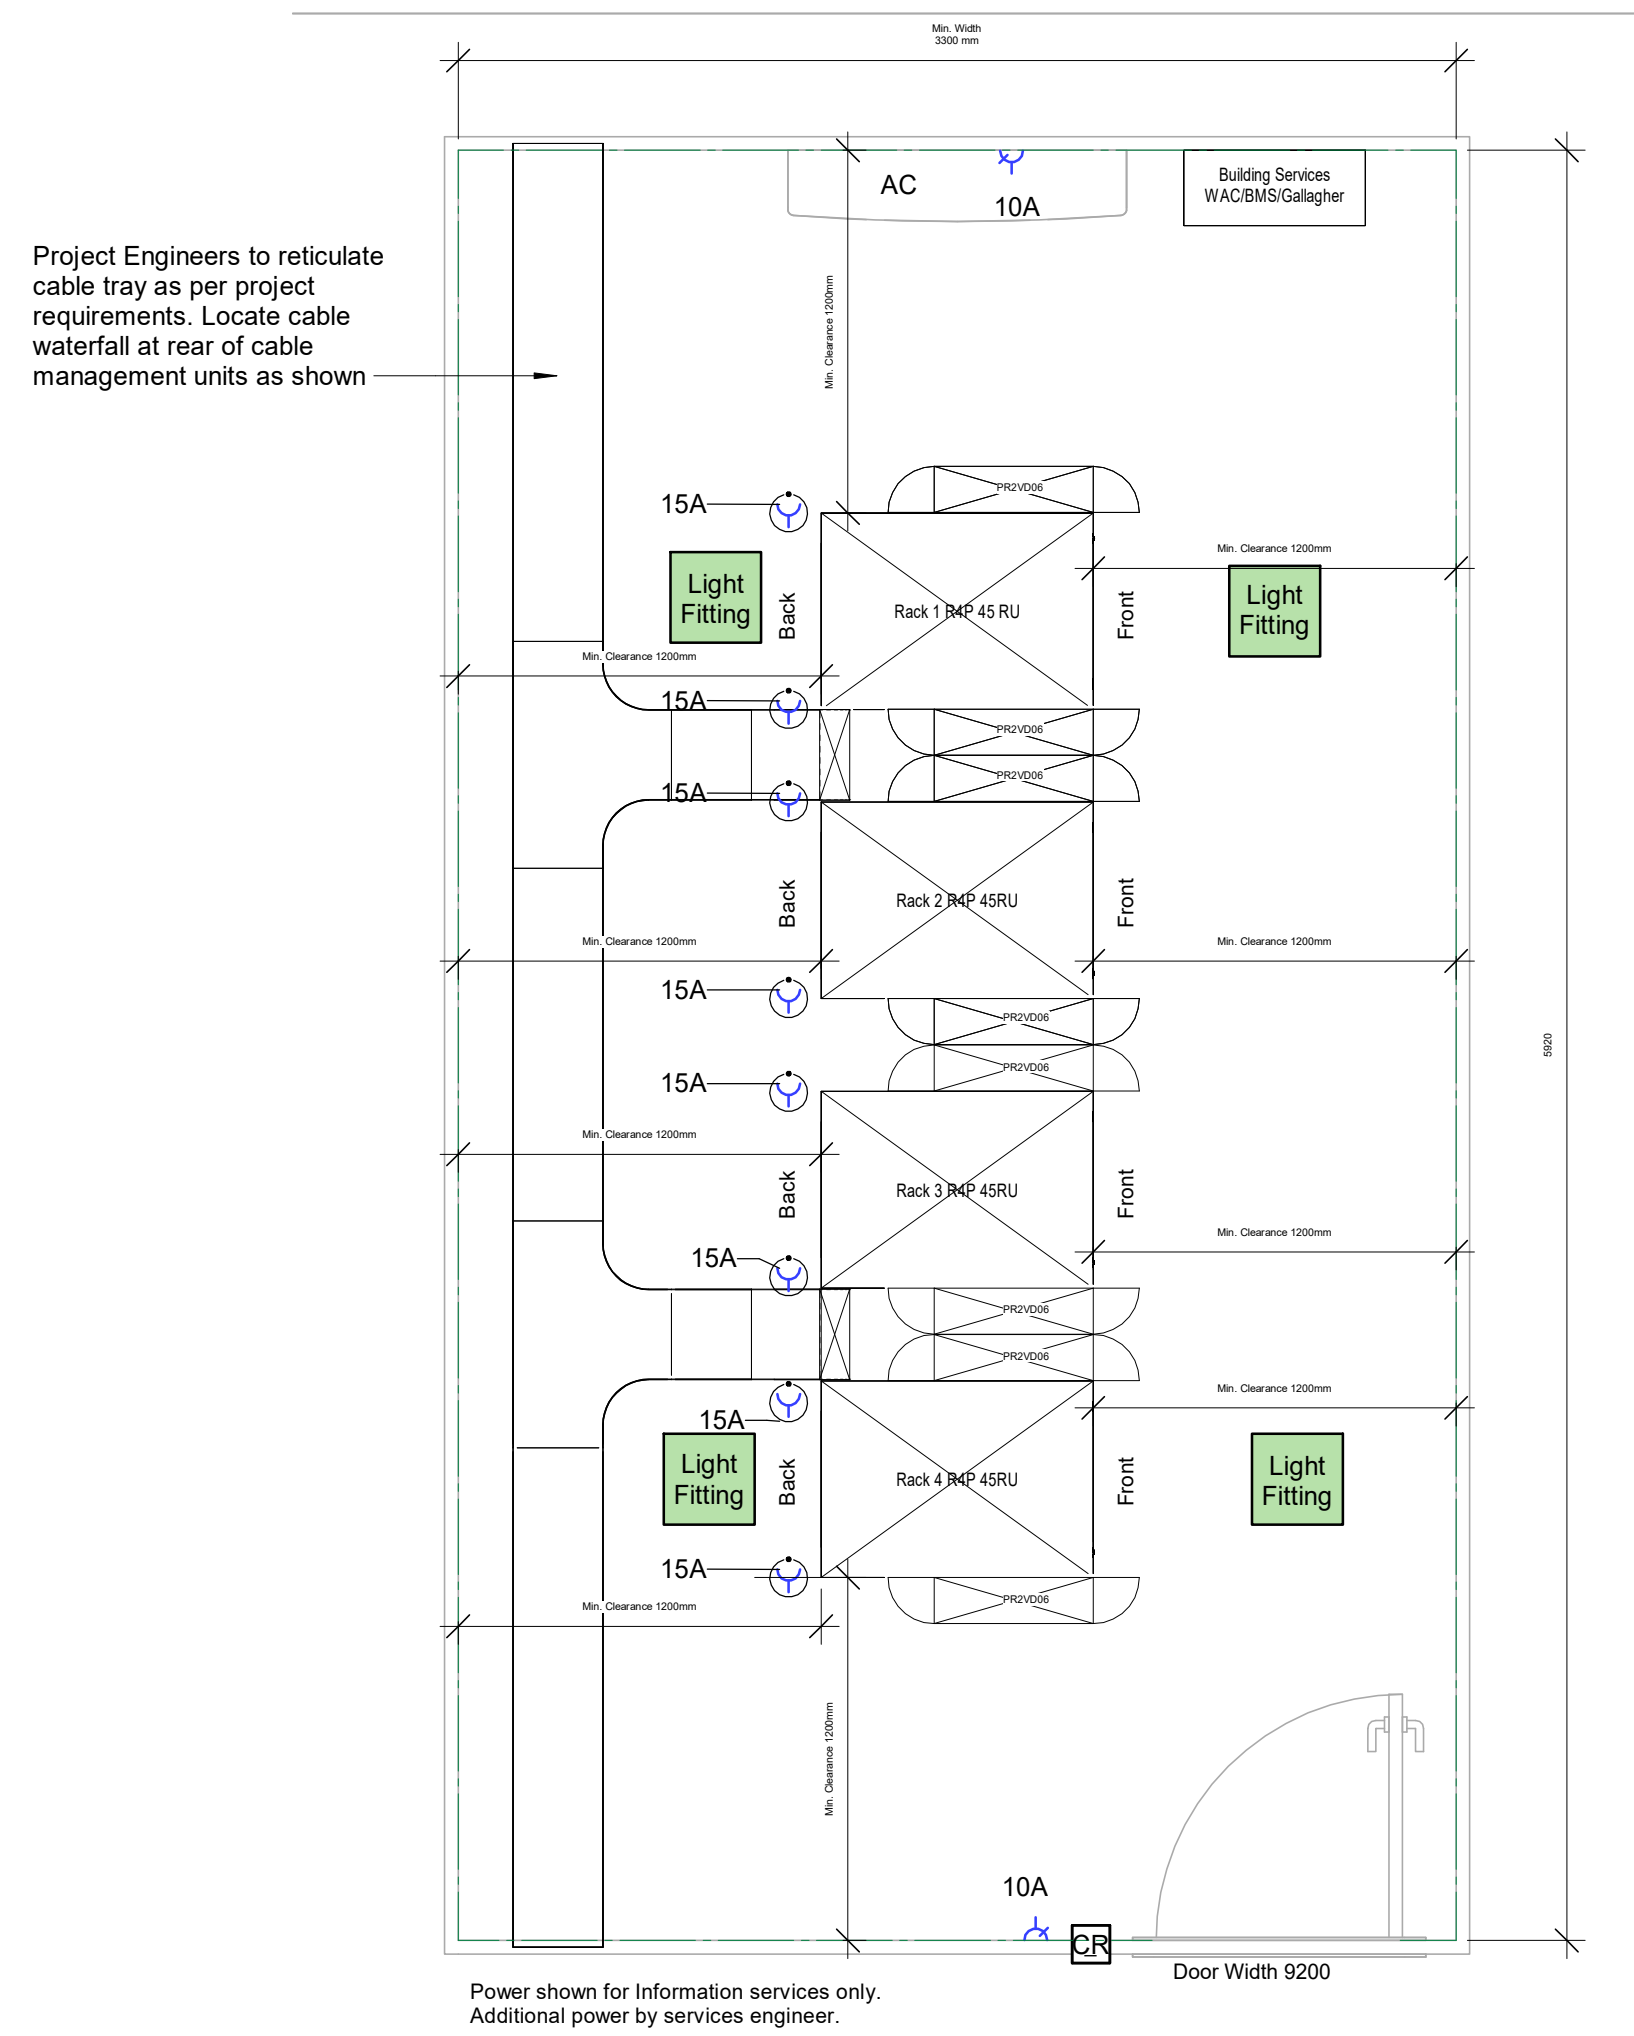 Min. Width
3300 mm
AC
10A
Building Services
WAC/BMS/Gallagher
Project Engineers to reticulate
cable tray as per project
requirements. Locate cable
waterfall at rear of cable
management units as shown
Min. Clearance 1200mm
PR2VD06
15A
Min. Clearance 1200mm
Light
Fitting
Back
Rack 1 R4P 45 RU
Front
Light
Fitting
Min. Clearance 1200mm
15A
PR2VD06
PR2VD06
15A
Back
Rack 2 R4P 45RU
Front
Min. Clearance 1200mm
Min. Clearance 1200mm
15A
PR2VD06
5920
PR2VD06
15A
Min. Clearance 1200mm
Back
Rack 3 R4P 45RU
Front
Min. Clearance 1200mm
15A
PR2VD06
PR2VD06
Min. Clearance 1200mm
15A
Light
Fitting
Back
Rack 4 R4P 45RU
Front
Light
Fitting
15A
PR2VD06
Min. Clearance 1200mm
Min. Clearance 1200mm
10A
CR
Door Width 9200
Power shown for Information services only.
Additional power by services engineer.